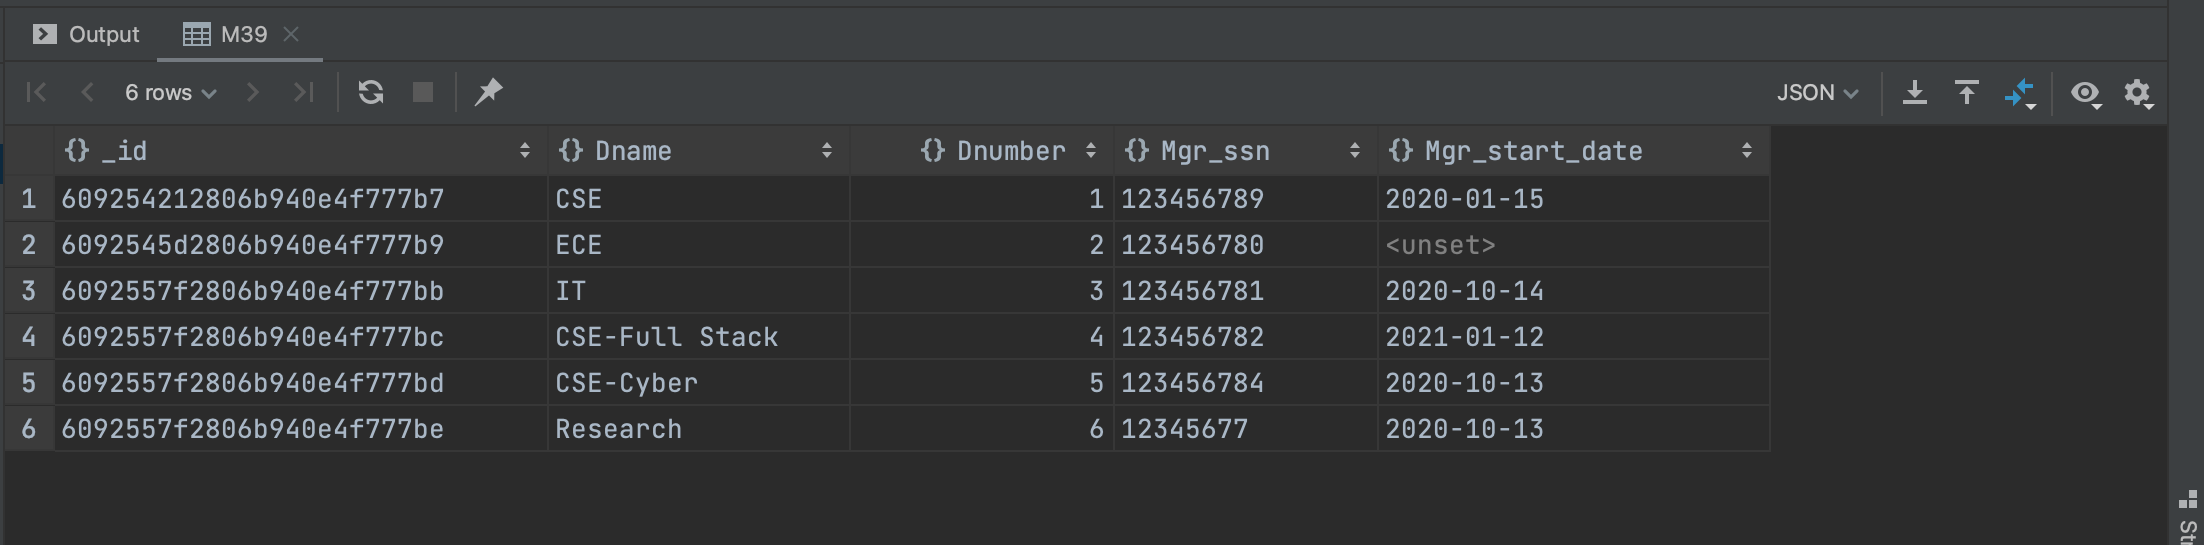 Output M39
6 rows JSON
{} _id {} Dname {} Dnumber {} Mgr_ssn {} Mgr_start_date
1 609254212806b940e4f777b7 CSE 1 123456789 2020-01-15
2 6092545d2806b940e4f777b9 ECE 2 123456780 <unset>
3 6092557f2806b940e4f777bb IT 3 123456781 2020-10-14
4 6092557f2806b940e4f777bc CSE-Full Stack 4 123456782 2021-01-12
5 6092557f2806b940e4f777bd CSE-Cyber 5 123456784 2020-10-13
6 6092557f2806b940e4f777be Research 6 12345677 2020-10-13